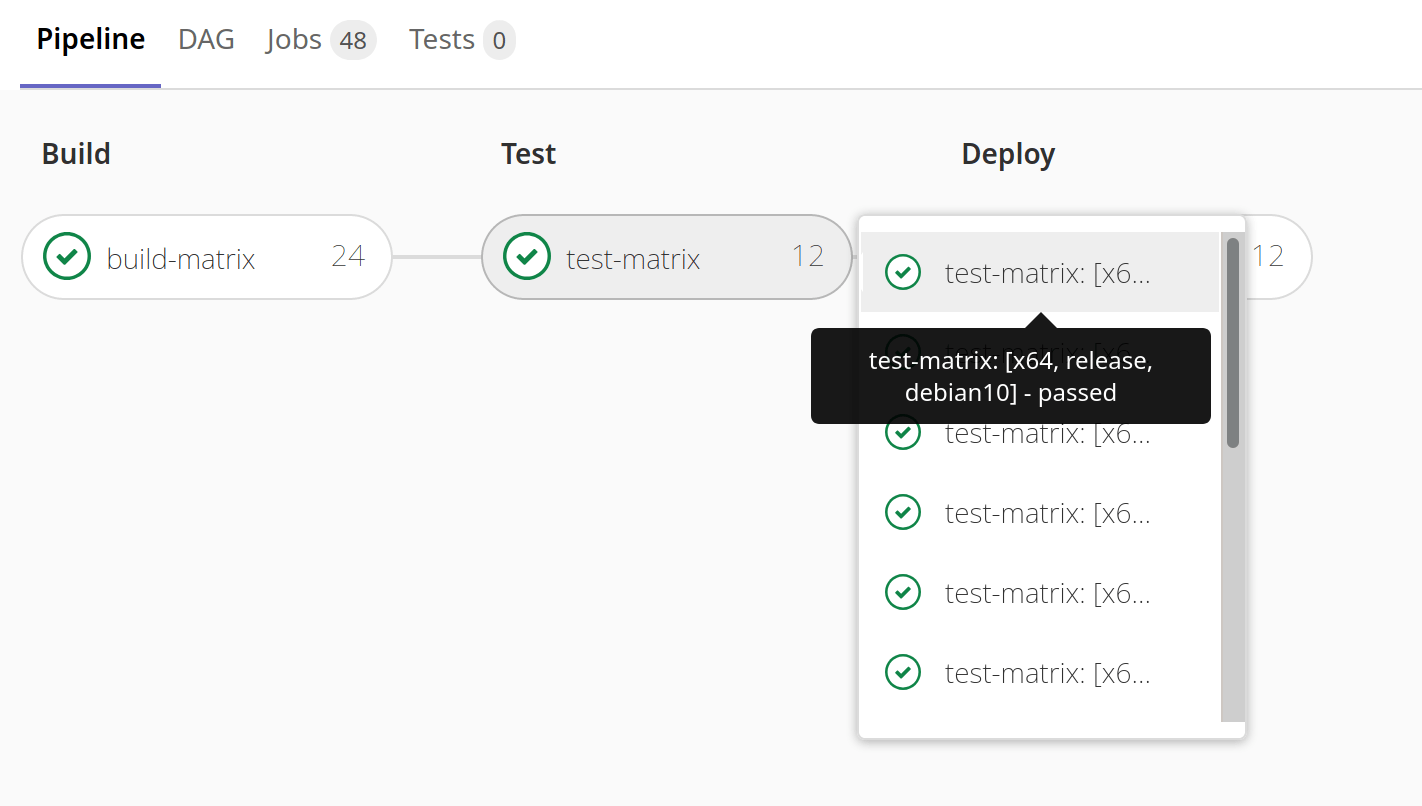 Pipeline DAG Jobs 48 Tests 0
Build Test Deploy
build-matrix 24 test-matrix 12 12
test-matrix: [x6...
test-matrix: [x64, release,
debian10] - passed
test-matrix: [x6...
test-matrix: [x6...
test-matrix: [x6...
test-matrix: [x6...